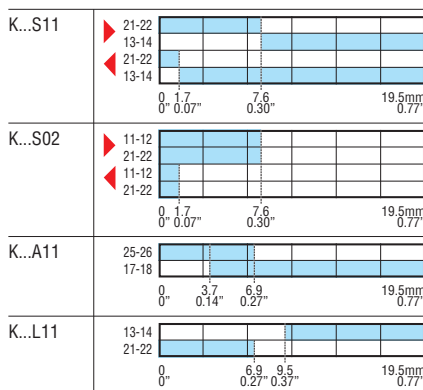 K...S11
21-22
13-14
21-22
13-14
0 1.7 7.6 19.5mm
0" 0.07" 0.30" 0.77"
K...S02
11-12
21-22
11-12
21-22
0 1.7 7.6 19.5mm
0" 0.07" 0.30" 0.77"
K...A11
25-26
17-18
0 3.7 6.9 19.5mm
0" 0.14" 0.27" 0.77"
K...L11
13-14
21-22
0 6.9 9.5 19.5mm
0" 0.27" 0.37" 0.77"